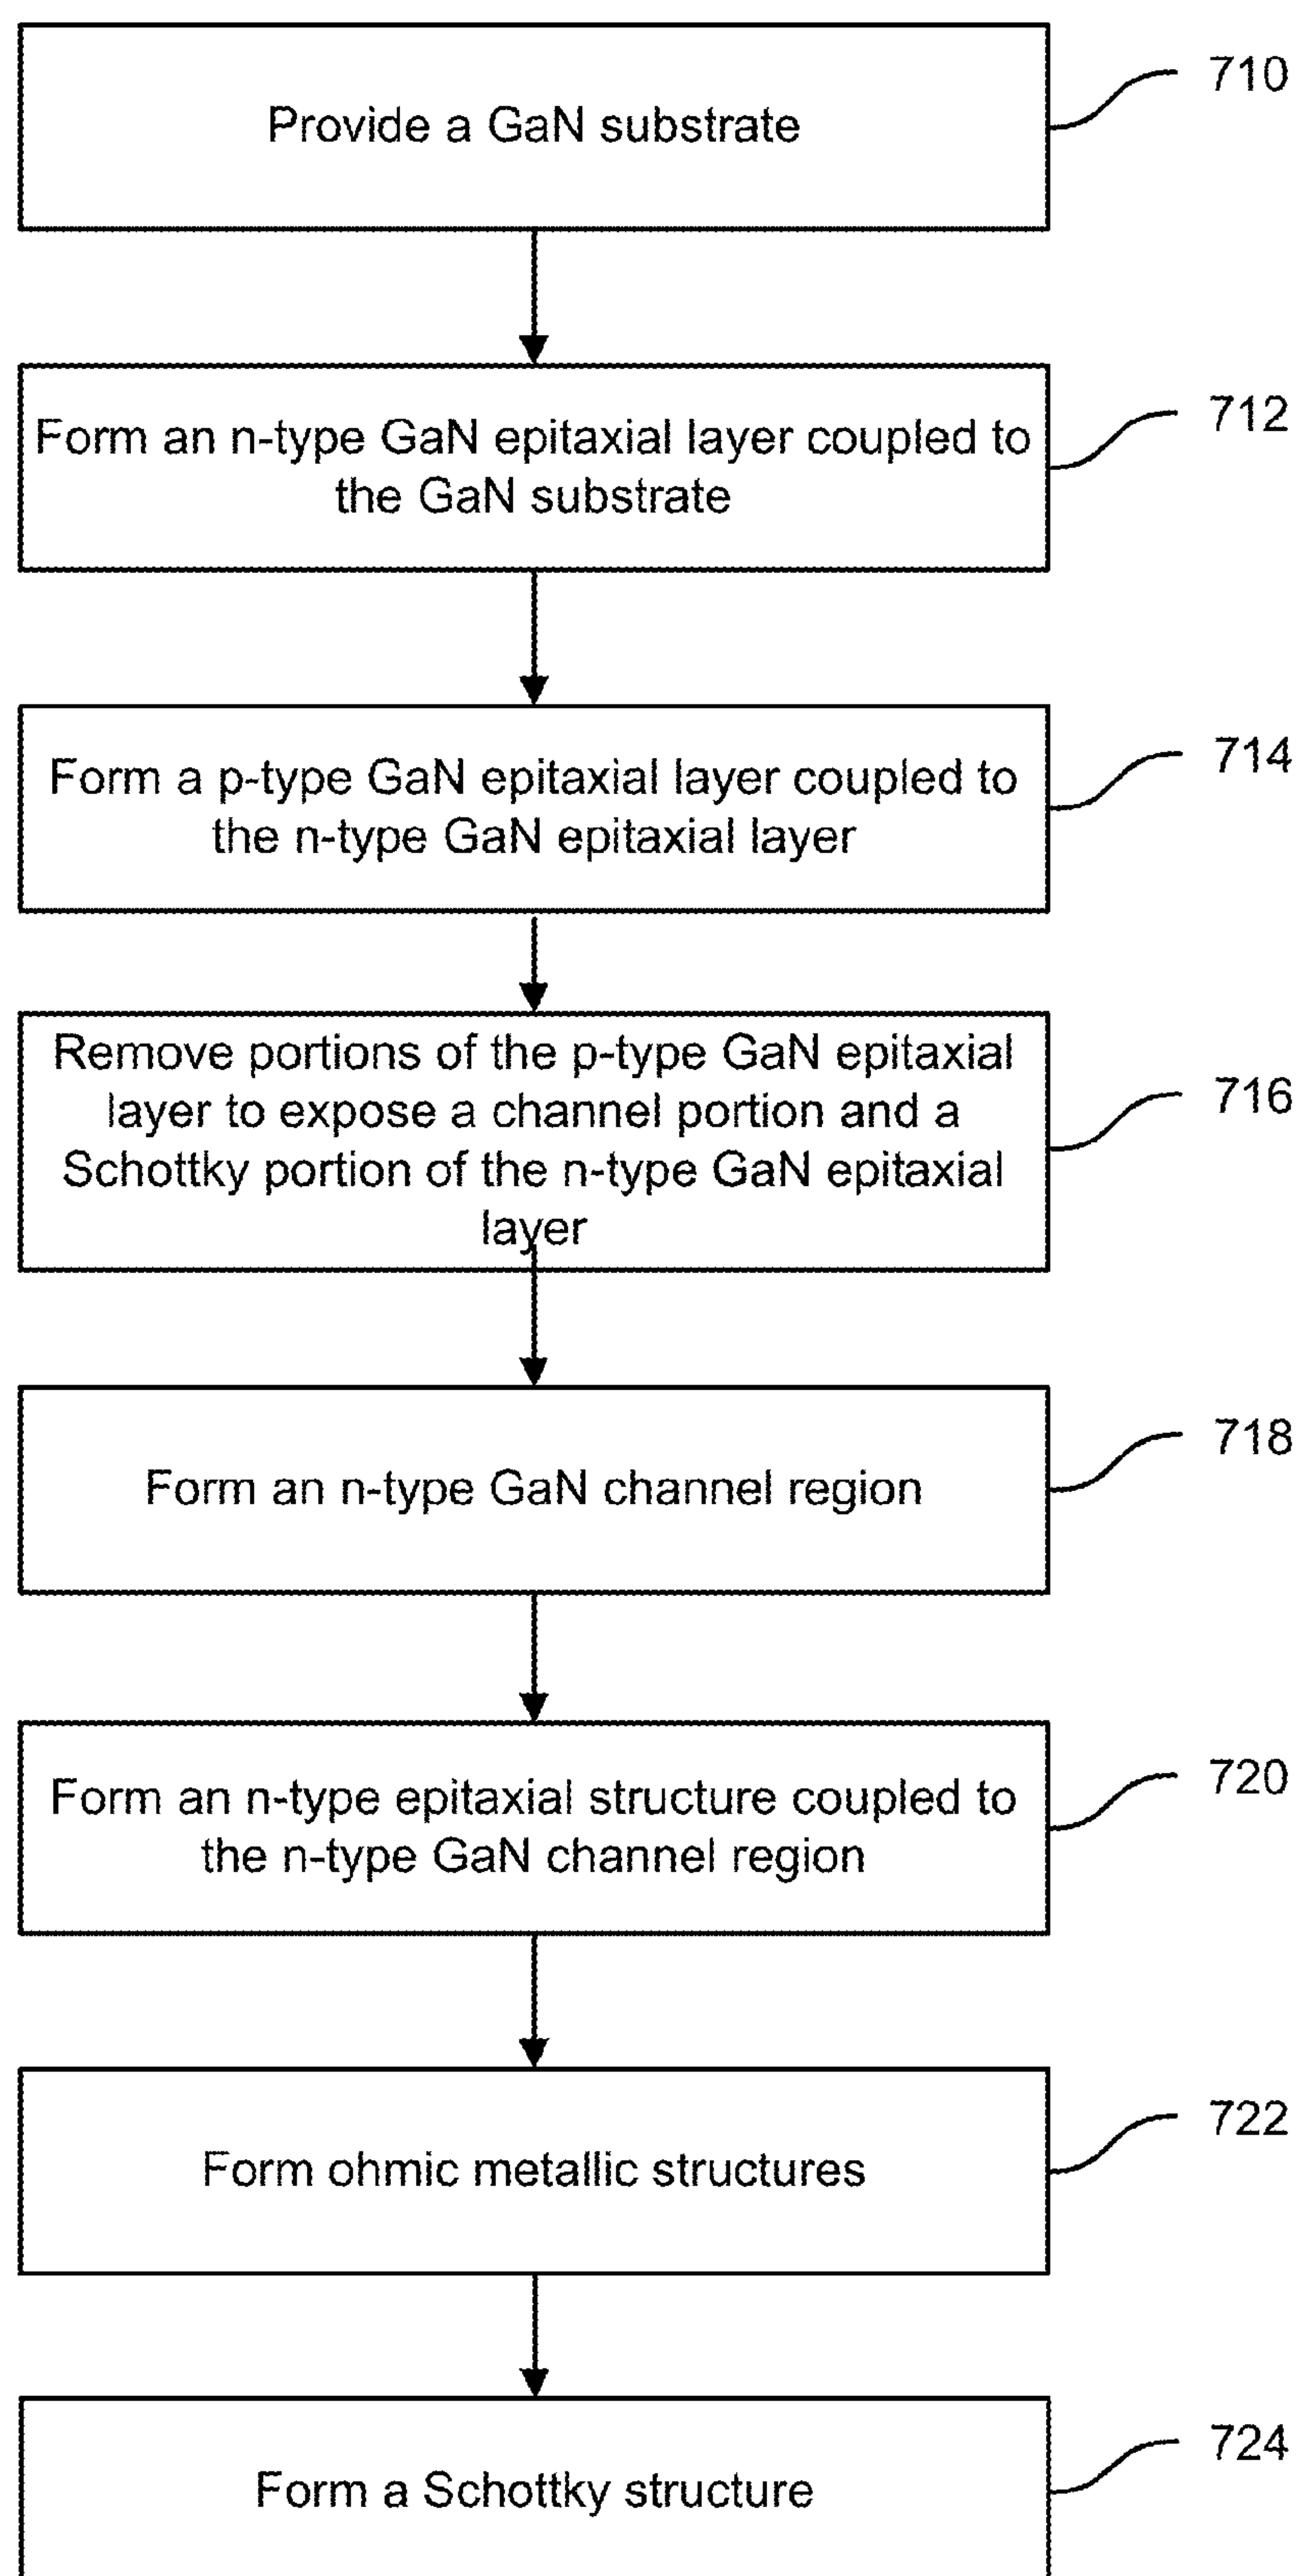 Provide a GaN substrate
710
Form an n-type GaN epitaxial layer coupled to
the GaN substrate
712
Form a p-type GaN epitaxial layer coupled to
the n-type GaN epitaxial layer
714
Remove portions of the p-type GaN epitaxial
layer to expose a channel portion and a
Schottky portion of the n-type GaN epitaxial
layer
716
Form an n-type GaN channel region
718
Form an n-type epitaxial structure coupled to
the n-type GaN channel region
720
Form ohmic metallic structures
722
Form a Schottky structure
724